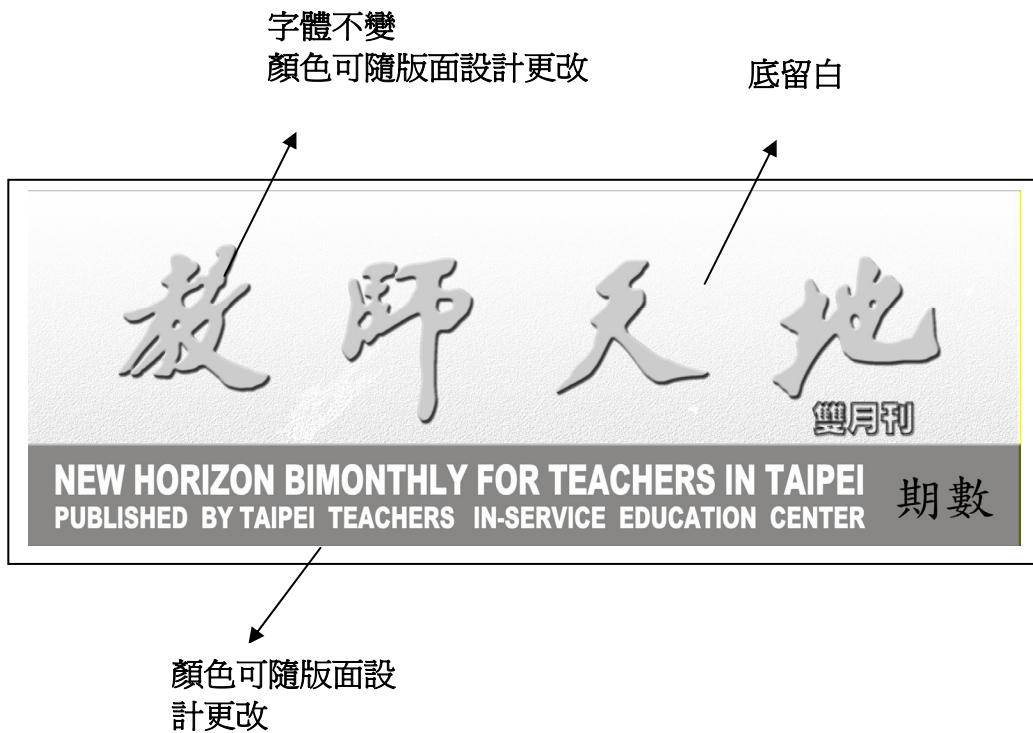 字體不變
顏色可隨版面設計更改
底留白
教師天地
雙月刊
NEW HORIZON BIMONTHLY FOR TEACHERS IN TAIPEI
PUBLISHED BY TAIPEI TEACHERS IN-SERVICE EDUCATION CENTER
期數
顏色可隨版面設
計更改